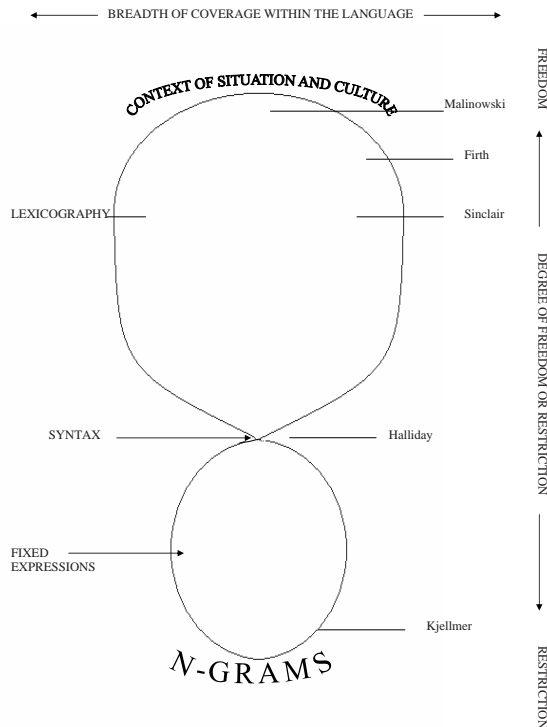 BREADTH OF COVERAGE WITHIN THE LANGUAGE
FREEDOM
CONTEXT OF SITUATION AND CULTURE
Malinowski
Firth
LEXICOGRAPHY
Sinclair
DEGREE OF FREEDOM OR RESTRICTION
SYNTAX
Halliday
FIXED
EXPRESSIONS
Kjellmer
N-GRAMS
RESTRICTION